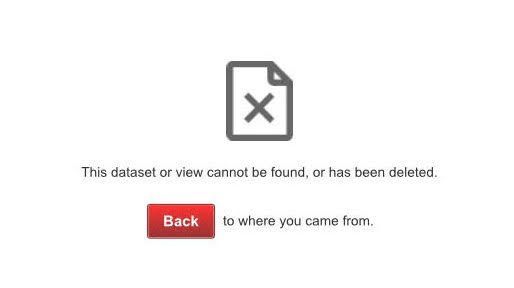 This dataset or view cannot be found, or has been deleted.
Back to where you came from.